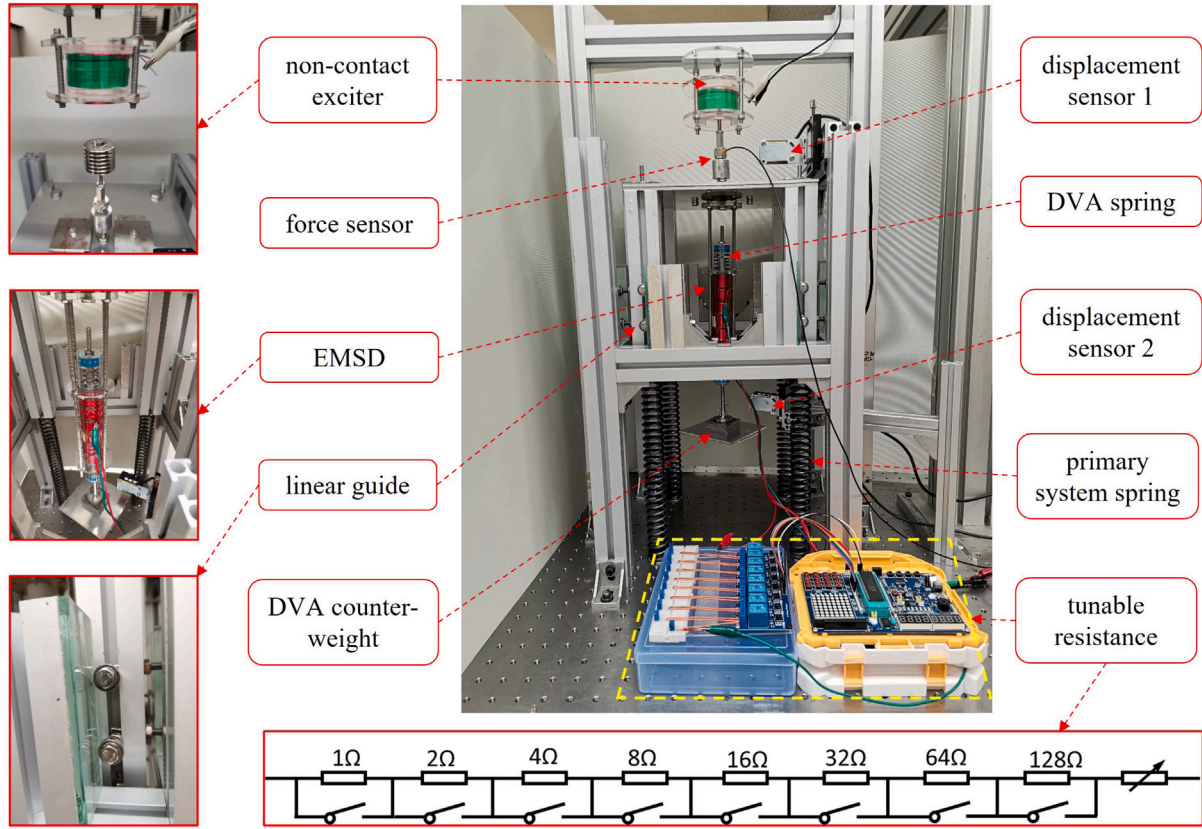 non-contact
exciter
force sensor
EMSD
linear guide
DVA counter-
weight
displacement
sensor 1
DVA spring
displacement
sensor 2
primary
system spring
tunable
resistance
1Ω
2Ω
4Ω
8Ω
16Ω
32Ω
64Ω
128Ω